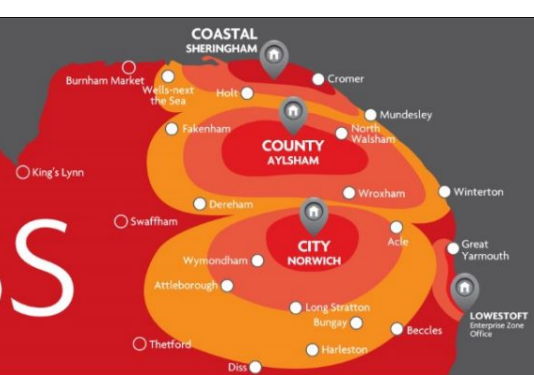 COASTAL
SHERINGHAM
Burnham Market
Cromer
Wells-next
the Sea
Holt
Mundesley
Fakenham
North
Walsham
COUNTY
AYLSHAM
King's Lynn
Wroxham
Winterton
Dereham
Swaffham
Acle
CITY
NORWICH
Great
Yarmouth
Wymondham
Attleborough
Long Stratton
LOWESTOFT
Enterprise Zone
Office
Bungay
Beccles
Thetford
Harleston
Diss
S